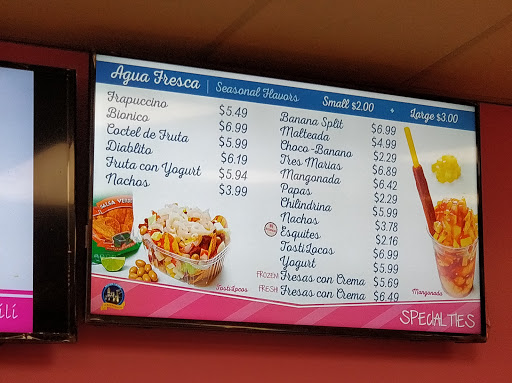 Agua Fresca | Seasonal Flavors Small $2.00 + Large $3.00
Frapuccino $5.49
Bionico $6.99
Coctel de Fruta $5.99
Diablito $6.19
Fruta con Yogurt $5.94
Nachos $3.99
Banana Split $6.99
Malteada $4.99
Choco-Banano $2.29
Tres Marias $6.89
Mangonada $6.42
Papas $2.29
Chilindrina $5.99
Nachos $3.78
Esquites $2.16
TostiLocos $6.99
Yogurt $5.99
FROZEN Fresas con Crema $5.69
FRESH Fresas con Crema $6.49
SALSA VERDE
TostiLocos
Mangonada
SPECIALTIES